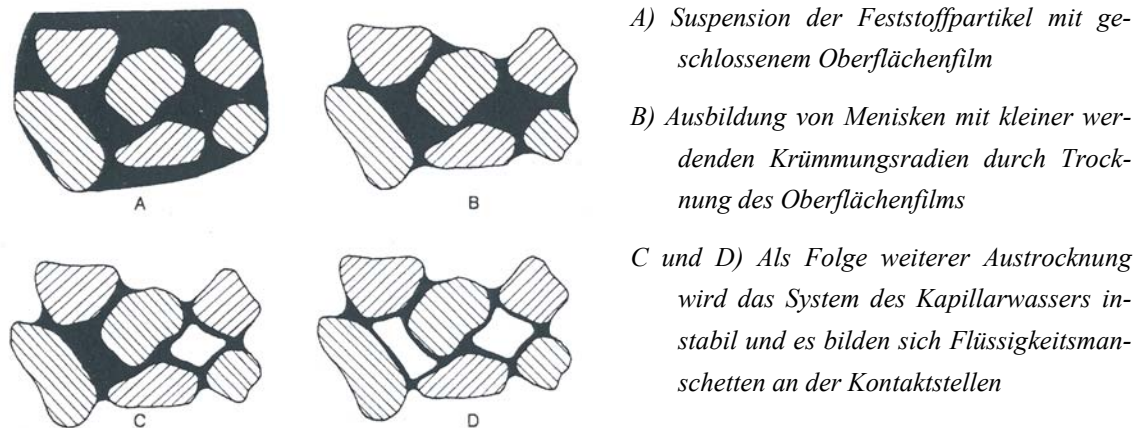 A) Suspension der Feststoffpartikel mit ge-
schlossenem Oberflächenfilm
B) Ausbildung von Menisken mit kleiner wer-
denden Krümmungsradien durch Trock-
nung des Oberflächenfilms
C und D) Als Folge weiterer Austrocknung
wird das System des Kapillarwassers in-
stabil und es bilden sich Flüssigkeitsman-
schetten an der Kontaktstellen
A
B
C
D